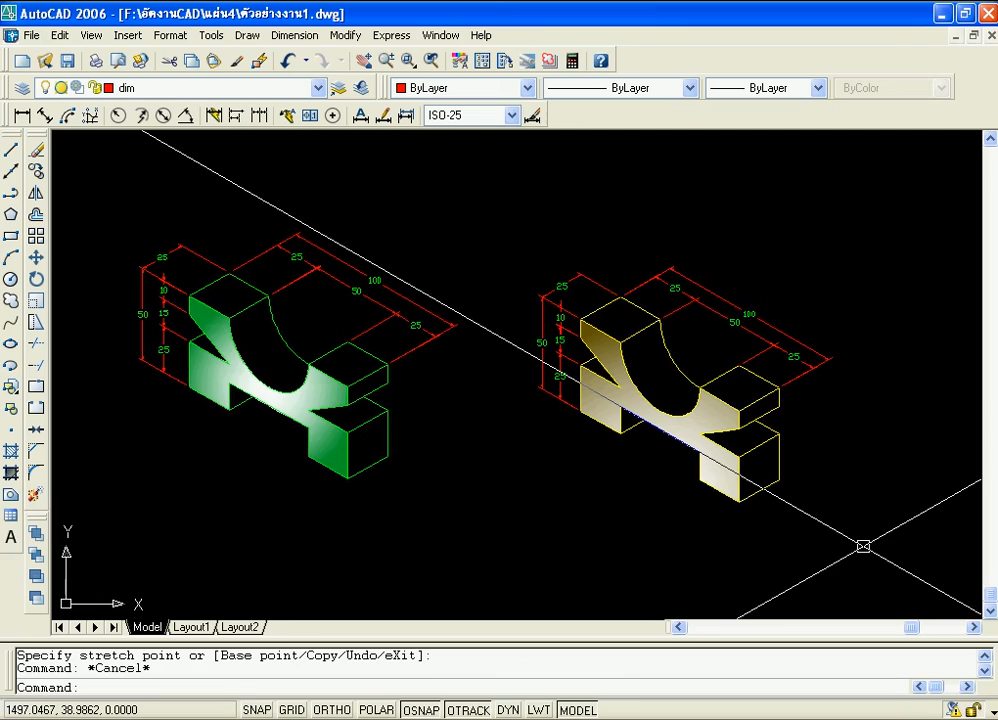 AutoCAD 2006 - [F:\อัดงานCAD\แผ่น4\ตัวอย่างงาน1.dwg]
File Edit View Insert Format Tools Draw Dimension Modify Express Window Help
dim ByLayer ByLayer ByLayer ByColor
ISO-25
25 25 100 50 25
10
50 15
25
25 25 100 50 25
10
50 15
25
Y
X
Model Layout1 Layout2
Specify stretch point or [Base point/Copy/Undo/eXit]:
Command: *Cancel*
Command:
1497.0467, 38.9862, 0.0000 SNAP GRID ORTHO POLAR OSNAP OTRACK DYN LWT MODEL
A